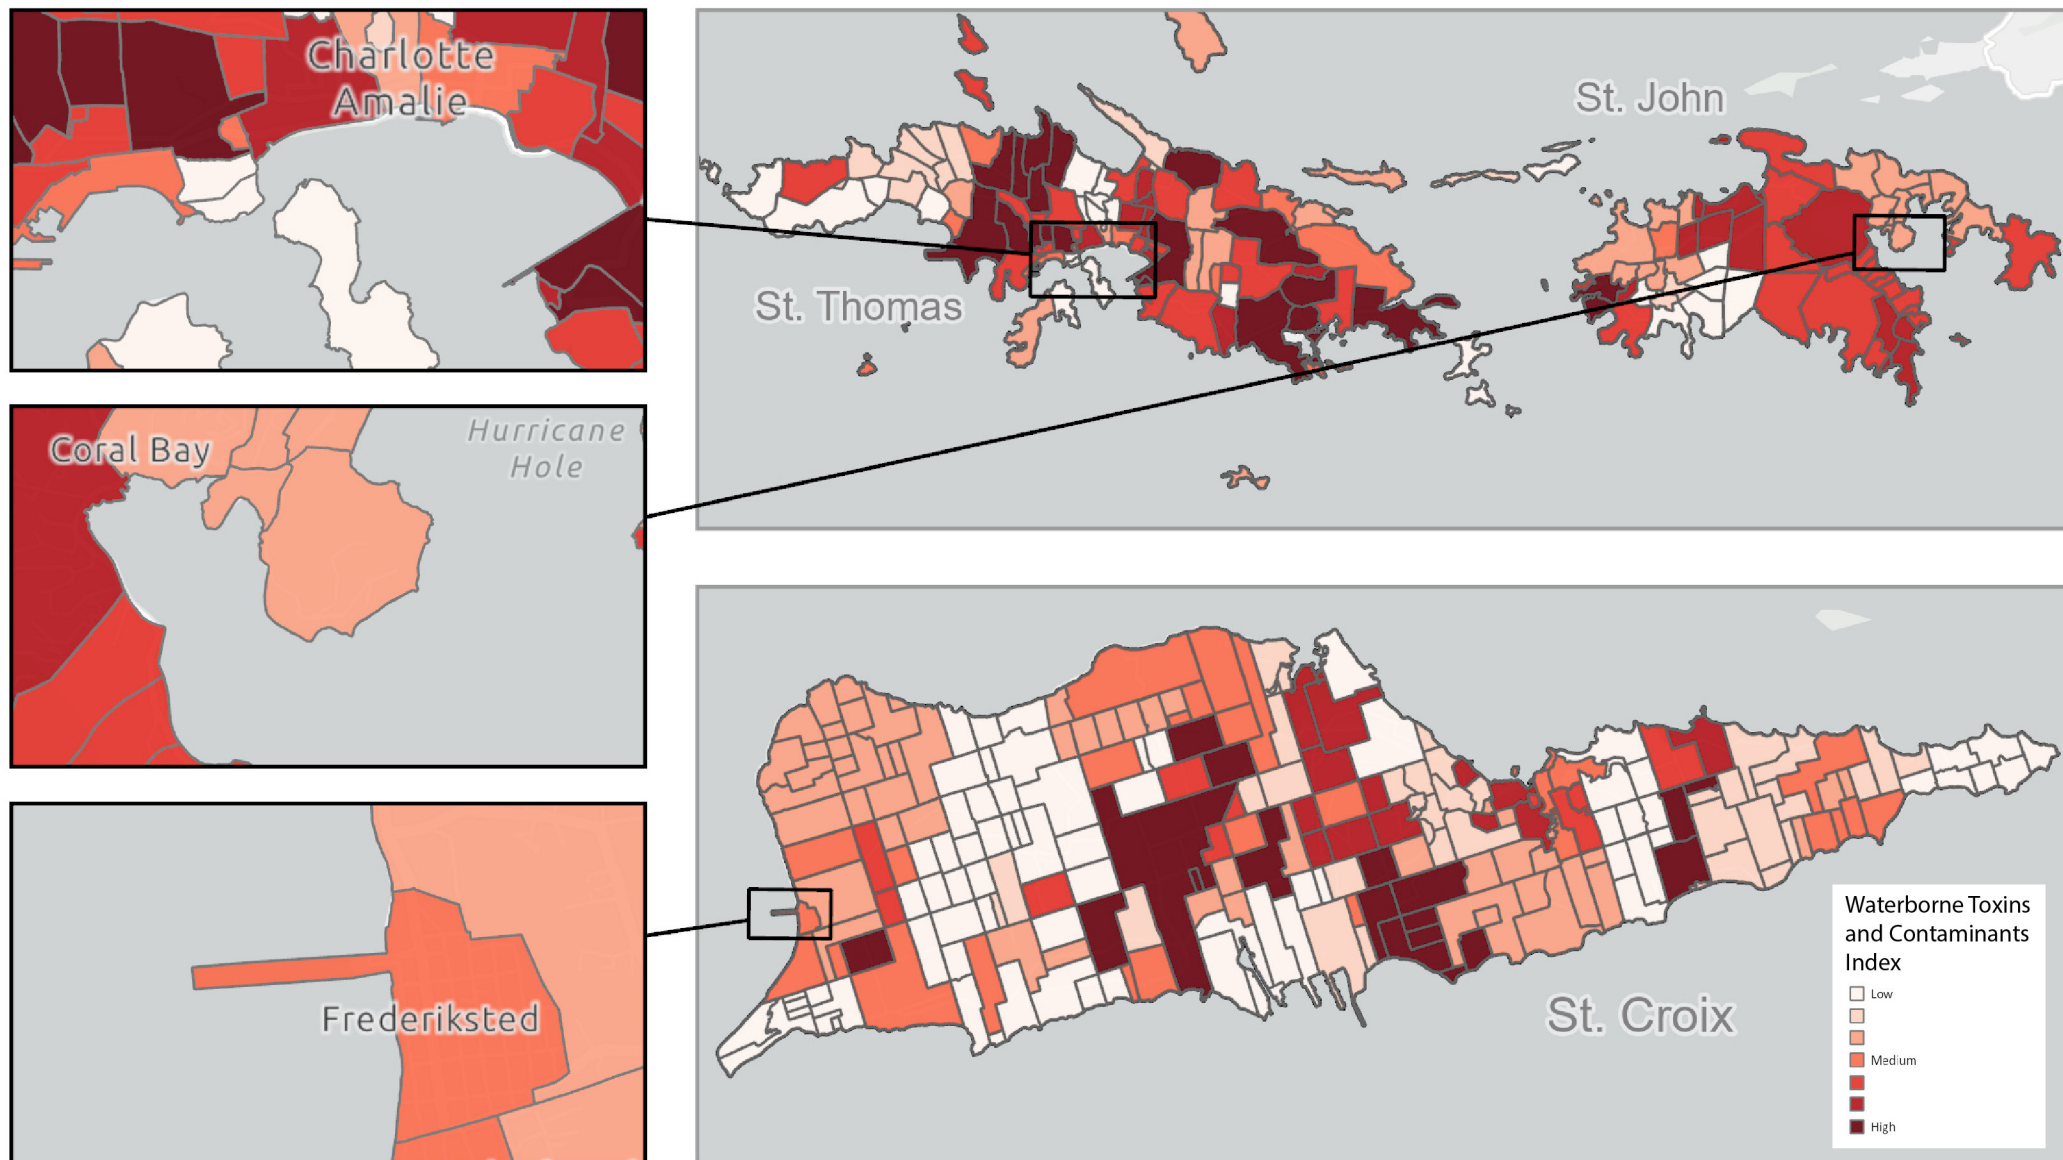 Charlotte
Amalie
St. John
St. Thomas
Coral Bay
Hurricane
Hole
Frederiksted
St. Croix
Waterborne Toxins
and Contaminants
Index
Low
Medium
High